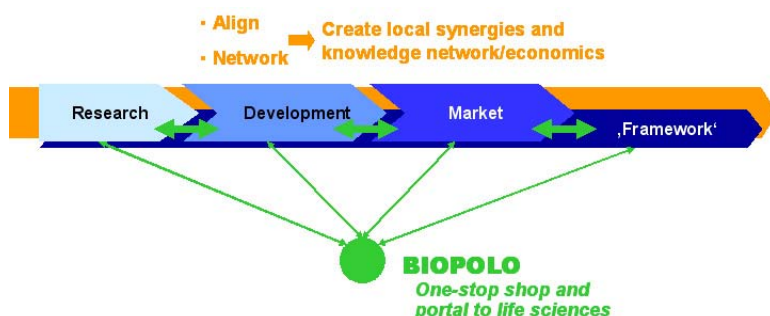 · Align
· Network
Create local synergies and
knowledge network/economics
Research
Development
Market
‚Framework‘
BIOPOLO
One-stop shop and
portal to life sciences